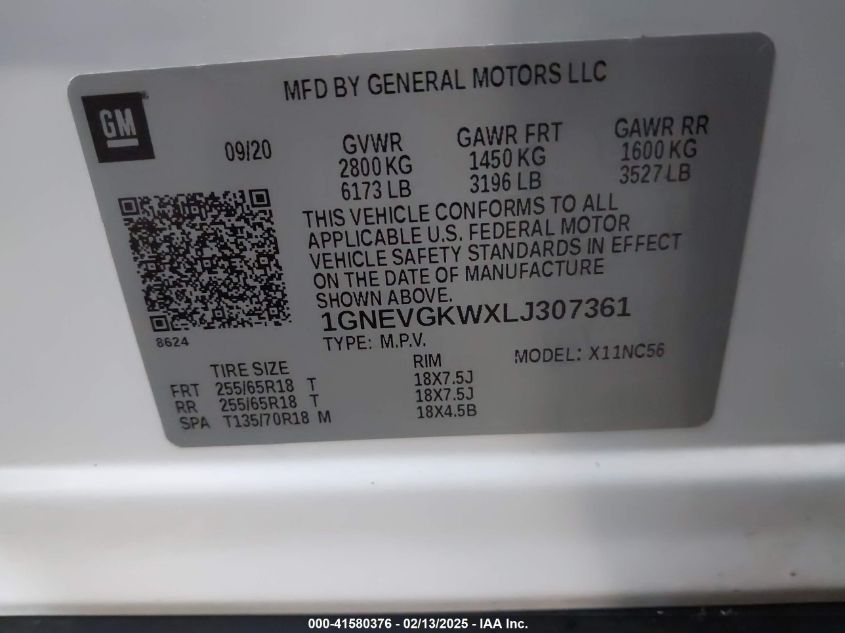 MFD BY GENERAL MOTORS LLC
GM
09/20
GVWR GAWR FRT GAWR RR
2800 KG 1450 KG 1600 KG
6173 LB 3196 LB 3527 LB
THIS VEHICLE CONFORMS TO ALL
APPLICABLE U.S. FEDERAL MOTOR
VEHICLE SAFETY STANDARDS IN EFFECT
ON THE DATE OF MANUFACTURE
SHOWN ABOVE.
1GNEVGKWXLJ307361
8624
TYPE: M.P.V. MODEL: X11NC56
TIRE SIZE RIM
FRT 255/65R18 T 18X7.5J
RR 255/65R18 T 18X7.5J
SPA T135/70R18 M 18X4.5B
000-41580376 - 02/13/2025 - IAA Inc.